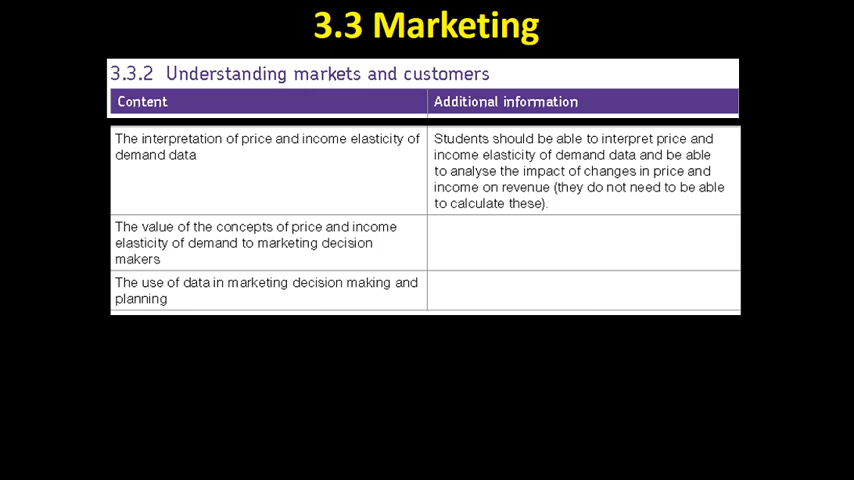 3.3 Marketing
3.3.2 Understanding markets and customers
Content
Additional information
The interpretation of price and income elasticity of
demand data
Students should be able to interpret price and
income elasticity of demand data and be able
to analyse the impact of changes in price and
income on revenue (they do not need to be able
to calculate these).
The value of the concepts of price and income
elasticity of demand to marketing decision
makers
The use of data in marketing decision making and
planning